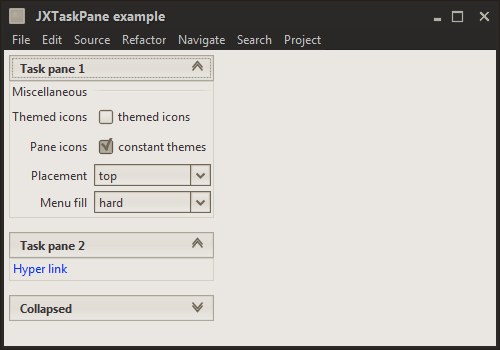 JXTaskPane example
File Edit Source Refactor Navigate Search Project
Task pane 1
Miscellaneous
Themed icons themed icons
Pane icons constant themes
Placement top
Menu fill hard
Task pane 2
Hyper link
Collapsed